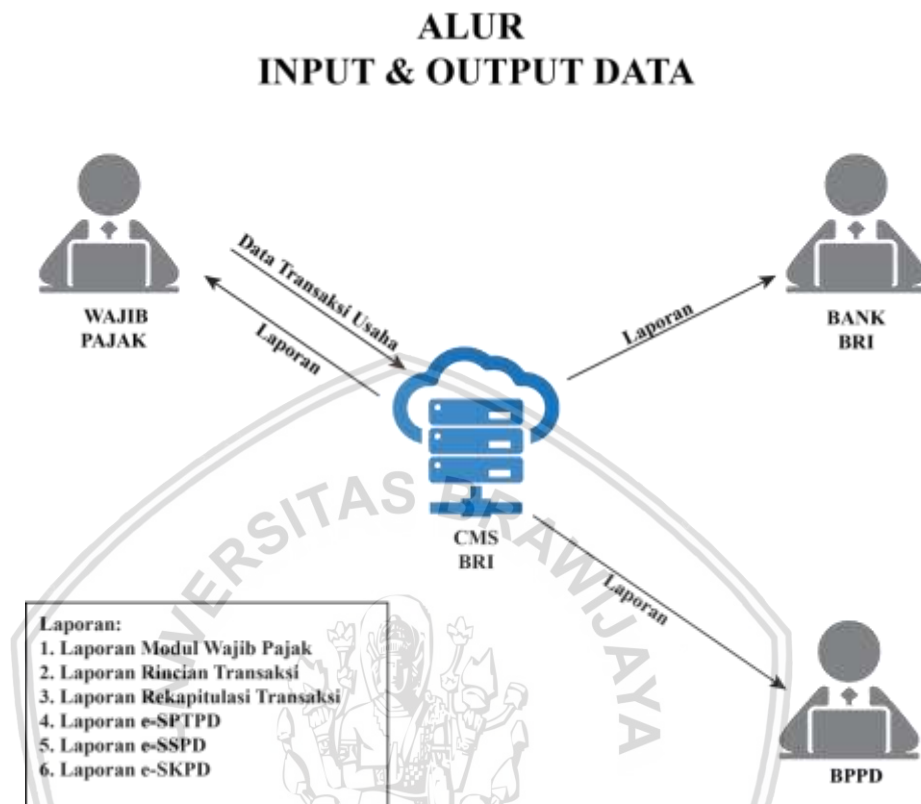 ALUR
INPUT & OUTPUT DATA
WAJIB
PAJAK
Data Transaksi Usaha
Laporan
Laporan
BANK
BRI
CMS
BRI
Laporan
BPPD
Laporan:
1. Laporan Modul Wajib Pajak
2. Laporan Rincian Transaksi
3. Laporan Rekapitulasi Transaksi
4. Laporan e-SPTPD
5. Laporan e-SSPD
6. Laporan e-SKPD
UNIVERSITAS BRAWIJAYA